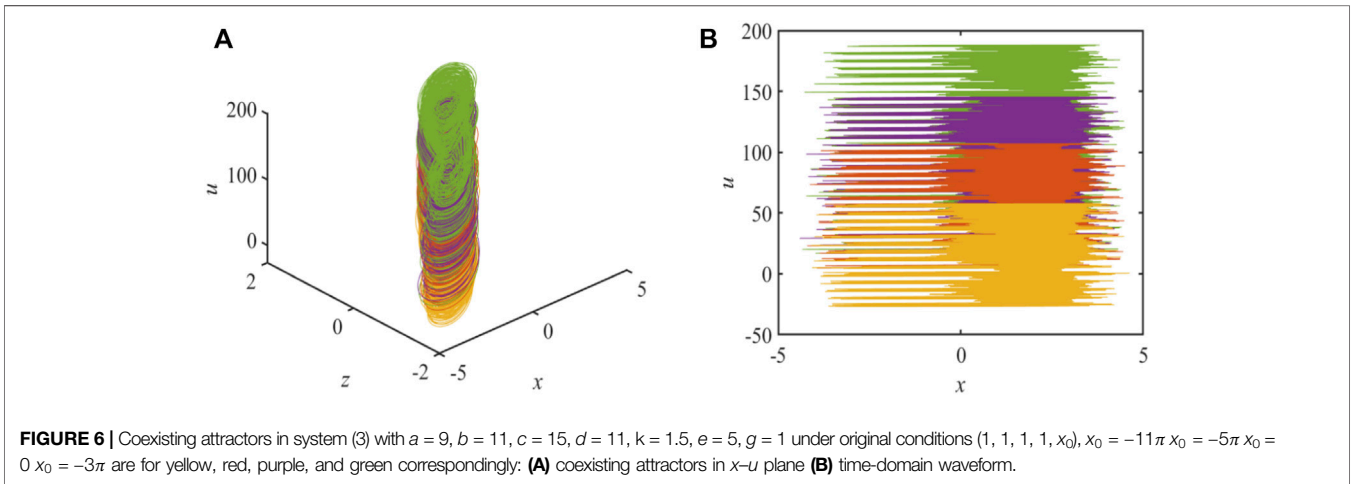 A
B
200
100
0
u
2
0
-2
z
-5
0
5
x
200
150
100
50
0
-50
u
-5
0
5
x
FIGURE 6 | Coexisting attractors in system (3) with a = 9, b = 11, c = 15, d = 11, k = 1.5, e = 5, g = 1 under original conditions (1, 1, 1, 1, x₀), x₀ = −11π x₀ = −5π x₀ =
0 x₀ = −3π are for yellow, red, purple, and green correspondingly: (A) coexisting attractors in x–u plane (B) time-domain waveform.